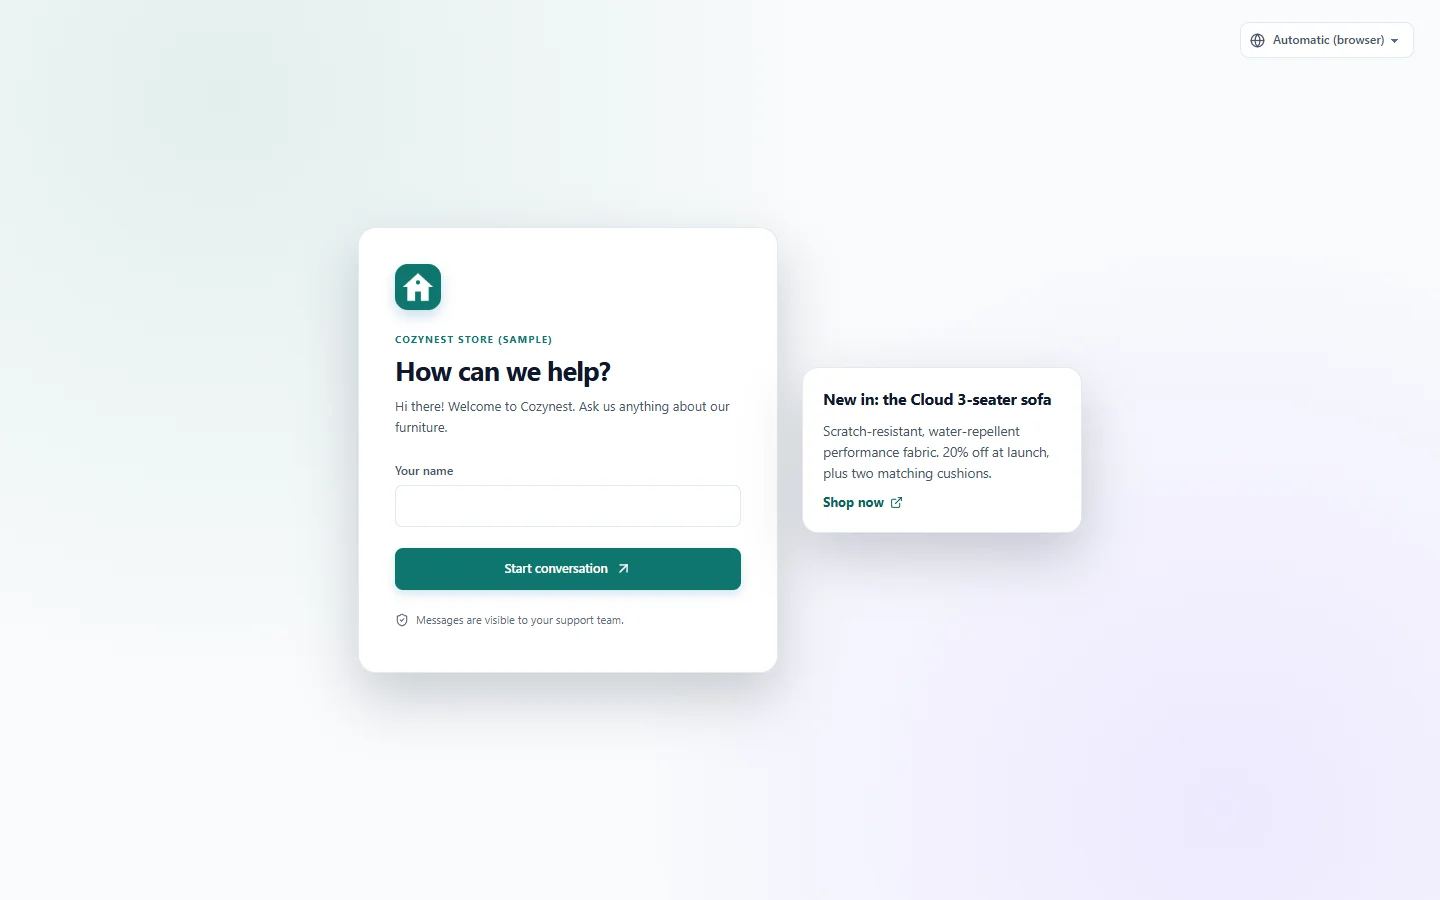 Automatic (browser)
COZYNEST STORE (SAMPLE)
How can we help?
Hi there! Welcome to Cozynest. Ask us anything about our
furniture.
Your name
Start conversation
Messages are visible to your support team.
New in: the Cloud 3-seater sofa
Scratch-resistant, water-repellent
performance fabric. 20% off at launch,
plus two matching cushions.
Shop now